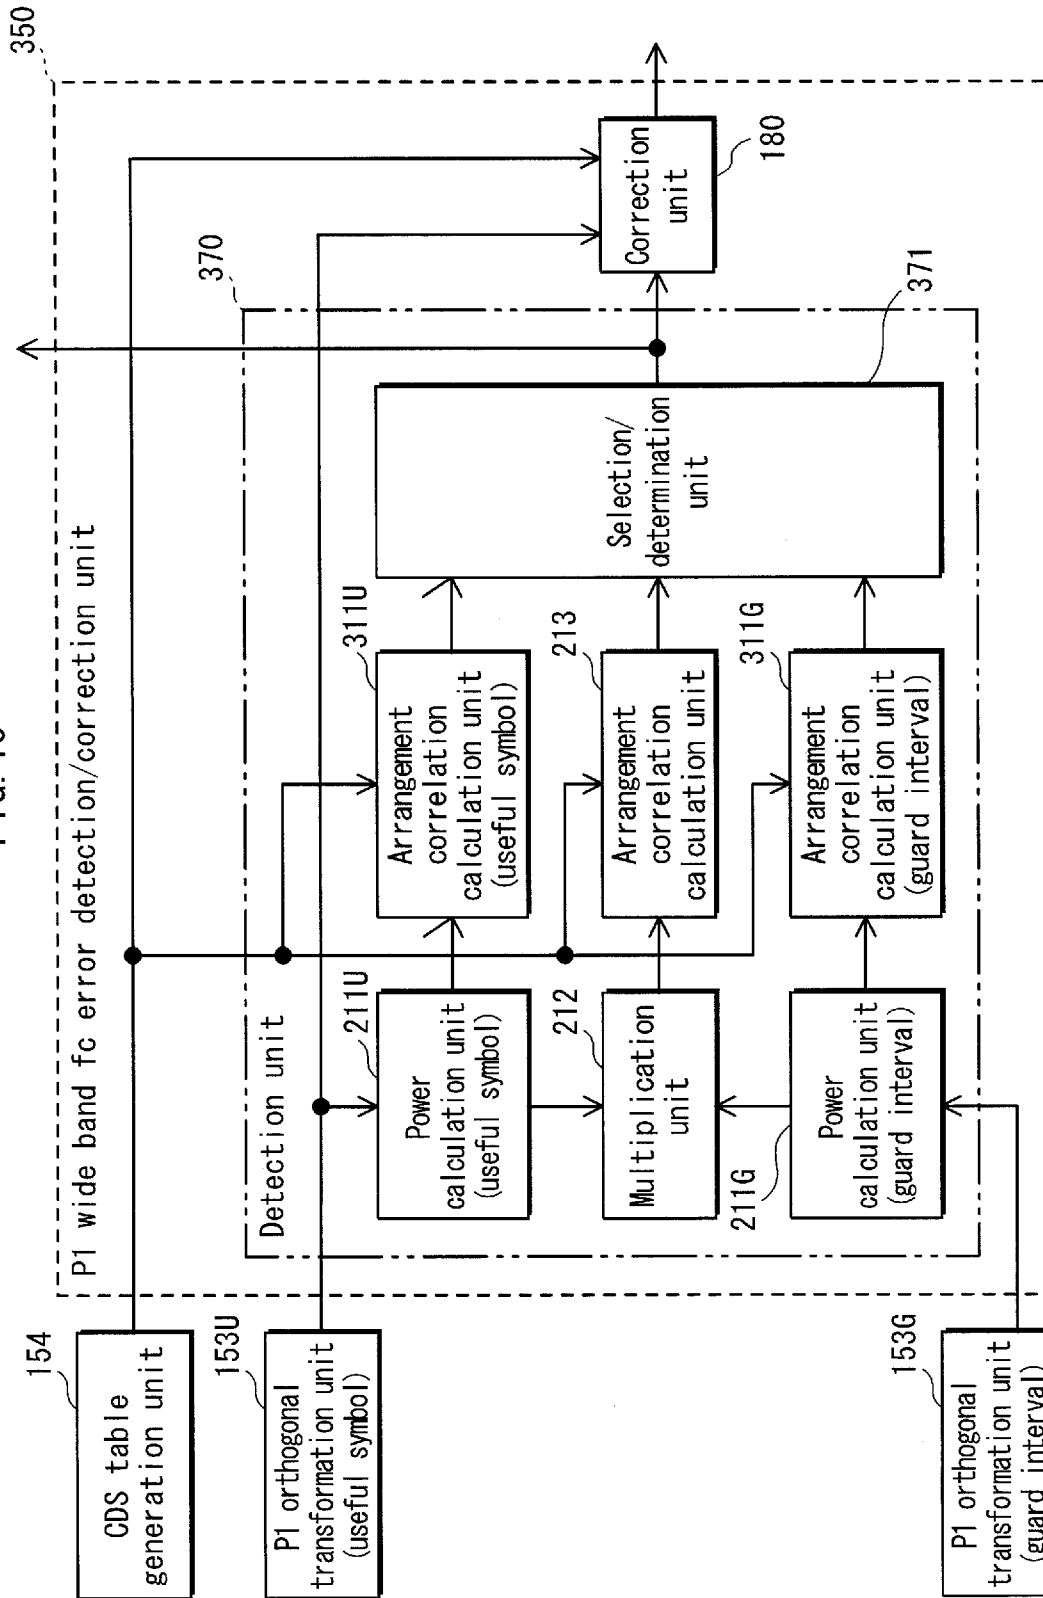 350
P1 wide band fc error detection/correction unit
154
CDS table
generation unit
153U
P1 orthogonal
transformation unit
(useful symbol)
153G
P1 orthogonal
transformation unit
(guard interval)
370
Detection unit
211U
Power
calculation unit
(useful symbol)
311U
Arrangement
correlation
calculation unit
(useful symbol)
212
Multiplication
unit
213
Arrangement
correlation
calculation unit
211G
Power
calculation unit
(guard interval)
311G
Arrangement
correlation
calculation unit
(guard interval)
Selection/
determination
unit
371
Correction
unit
180